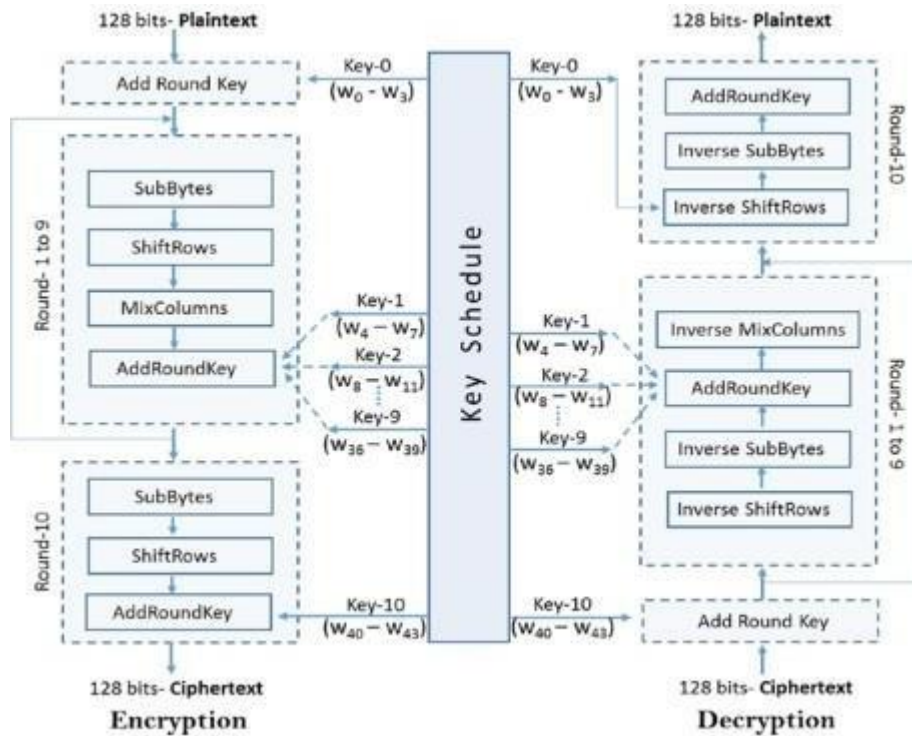 128 bits- Plaintext
Add Round Key
SubBytes
ShiftRows
MixColumns
AddRoundKey
Round- 1 to 9
SubBytes
ShiftRows
AddRoundKey
Round-10
128 bits- Ciphertext
Encryption
Key-0
(w₀ - w₃)
Key-1
(w₄ – w₇)
Key-2
(w₈ – w₁₁)
Key-9
(w₃₆ – w₃₉)
Key-10
(w₄₀ – w₄₃)
Key Schedule
Key-0
(w₀ - w₃)
Key-1
(w₄ – w₇)
Key-2
(w₈ – w₁₁)
Key-9
(w₃₆ – w₃₉)
Key-10
(w₄₀ – w₄₃)
128 bits- Plaintext
AddRoundKey
Inverse SubBytes
Inverse ShiftRows
Round-10
Inverse MixColumns
AddRoundKey
Inverse SubBytes
Inverse ShiftRows
Round- 1 to 9
Add Round Key
128 bits- Ciphertext
Decryption